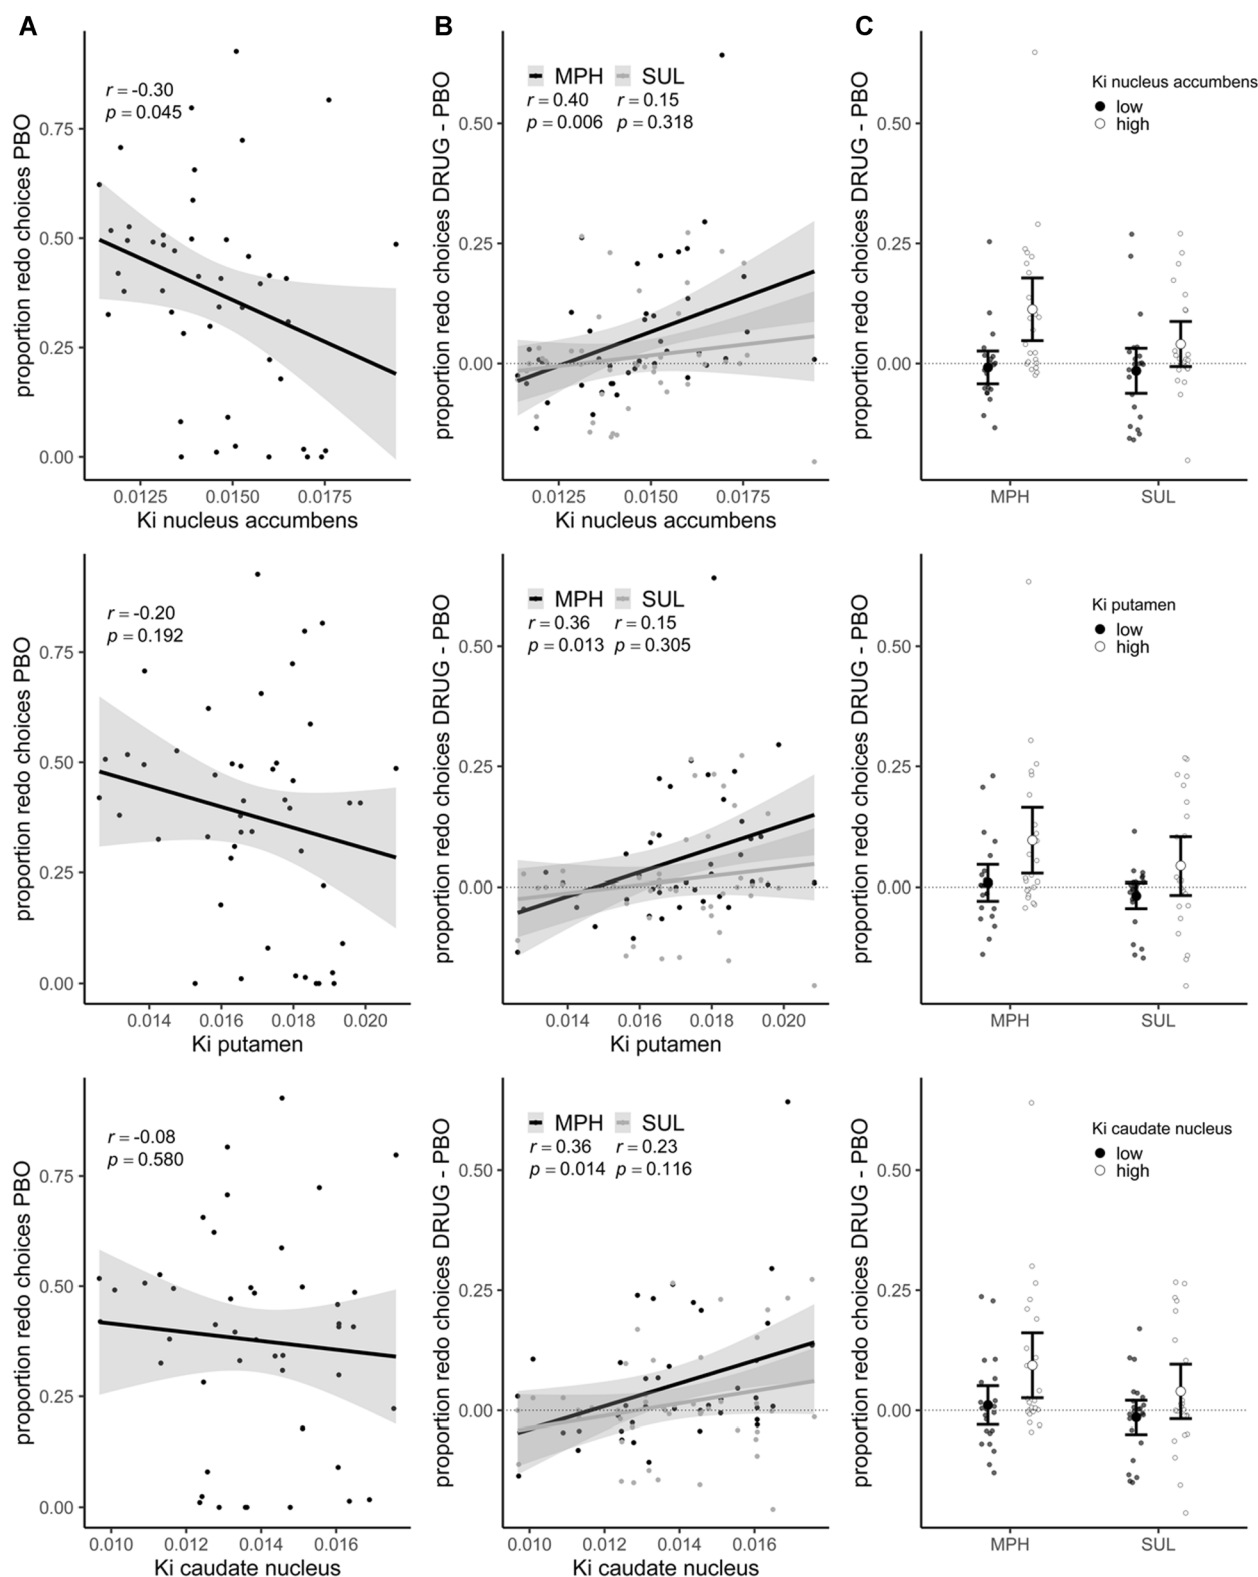 A
B
C
proportion redo choices PBO
0.75
0.50
0.25
0.00
r = -0.30
p = 0.045
0.0125 0.0150 0.0175
Ki nucleus accumbens
proportion redo choices DRUG - PBO
0.50
0.25
0.00
MPH SUL
r = 0.40 r = 0.15
p = 0.006 p = 0.318
0.0125 0.0150 0.0175
Ki nucleus accumbens
proportion redo choices DRUG - PBO
0.50
0.25
0.00
Ki nucleus accumbens
low
high
MPH SUL
proportion redo choices PBO
0.75
0.50
0.25
0.00
r = -0.20
p = 0.192
0.014 0.016 0.018 0.020
Ki putamen
proportion redo choices DRUG - PBO
0.50
0.25
0.00
MPH SUL
r = 0.36 r = 0.15
p = 0.013 p = 0.305
0.014 0.016 0.018 0.020
Ki putamen
proportion redo choices DRUG - PBO
0.50
0.25
0.00
Ki putamen
low
high
MPH SUL
proportion redo choices PBO
0.75
0.50
0.25
0.00
r = -0.08
p = 0.580
0.010 0.012 0.014 0.016
Ki caudate nucleus
proportion redo choices DRUG - PBO
0.50
0.25
0.00
MPH SUL
r = 0.36 r = 0.23
p = 0.014 p = 0.116
0.010 0.012 0.014 0.016
Ki caudate nucleus
proportion redo choices DRUG - PBO
0.50
0.25
0.00
Ki caudate nucleus
low
high
MPH SUL